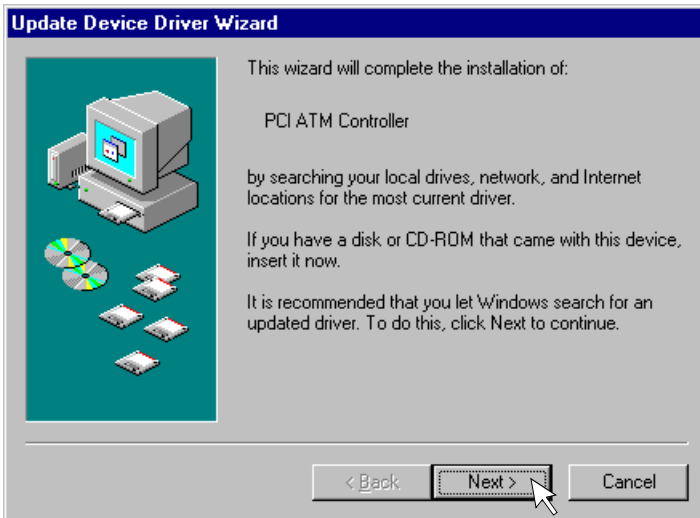 Update Device Driver Wizard
This wizard will complete the installation of:
PCI ATM Controller
by searching your local drives, network, and Internet
locations for the most current driver.
If you have a disk or CD-ROM that came with this device,
insert it now.
It is recommended that you let Windows search for an
updated driver. To do this, click Next to continue.
< Back
Next >
Cancel